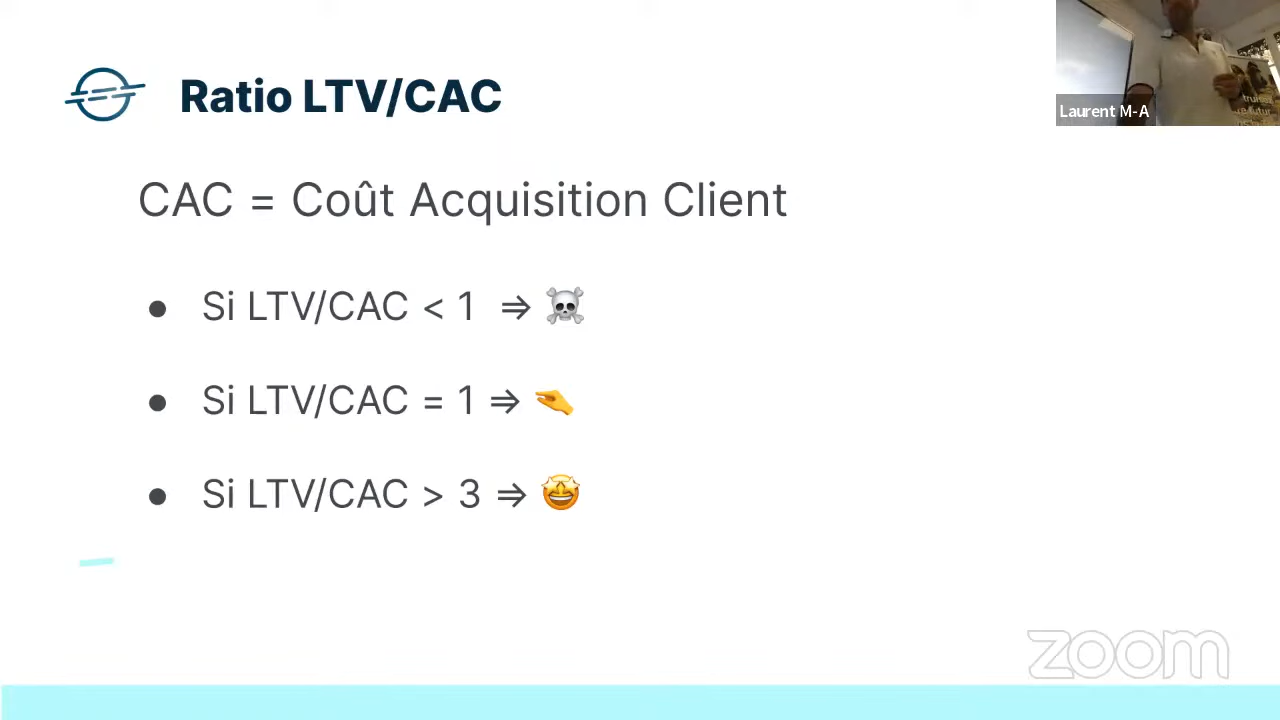 Ratio LTV/CAC
Laurent M-A
CAC = Coût Acquisition Client
● Si LTV/CAC < 1 ⇒ ☠️
● Si LTV/CAC = 1 ⇒ 🤏
● Si LTV/CAC > 3 ⇒ 🤩
zoom